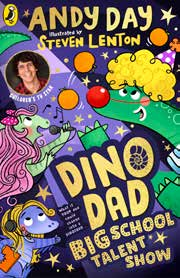 ANDY DAY
Illustrated by
STEVEN LENTON
CHILDREN'S TV STAR
DINO
DAD
BIG SCHOOL
TALENT
SHOW